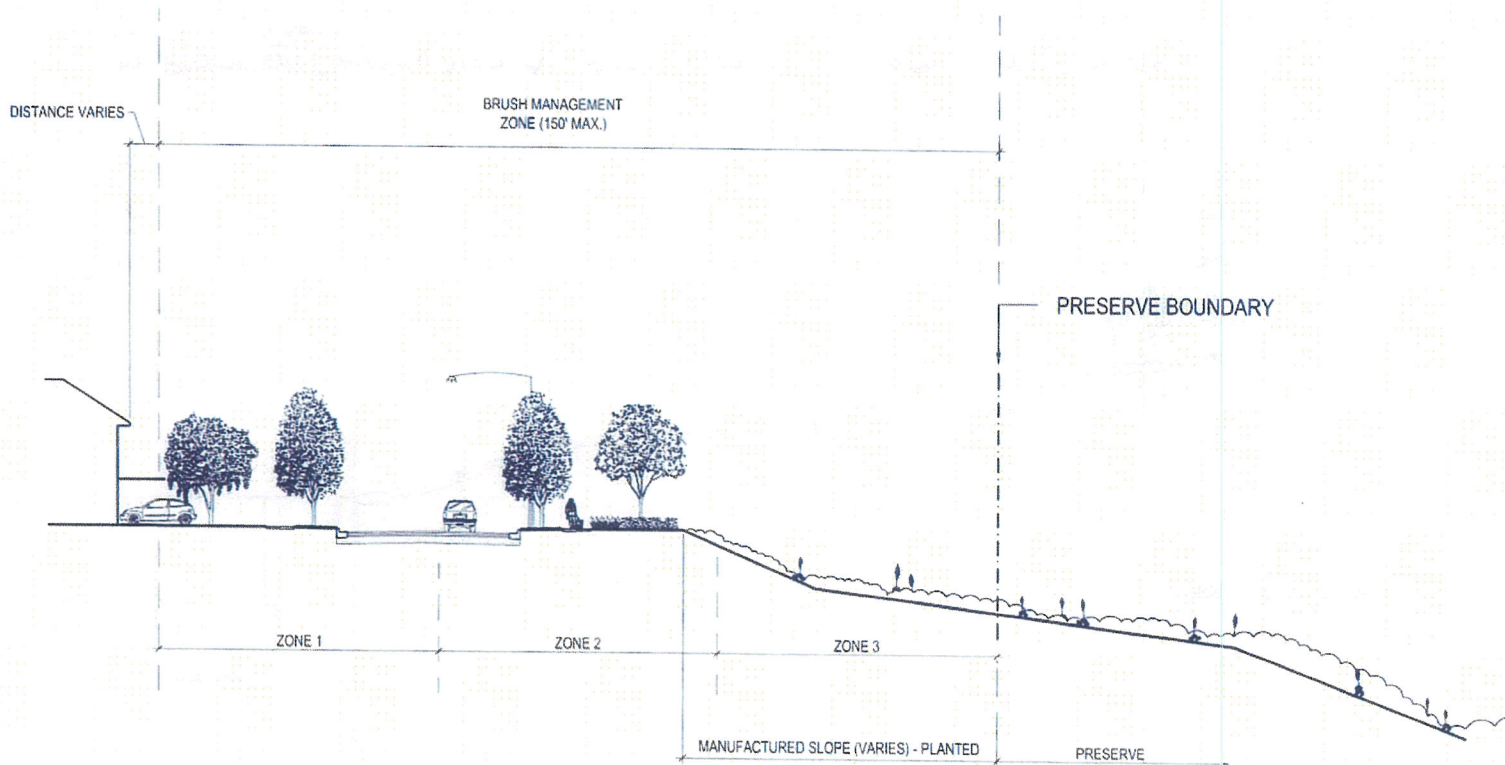 DISTANCE VARIES
BRUSH MANAGEMENT
ZONE (150' MAX.)
PRESERVE BOUNDARY
ZONE 1
ZONE 2
ZONE 3
MANUFACTURED SLOPE (VARIES) - PLANTED
PRESERVE